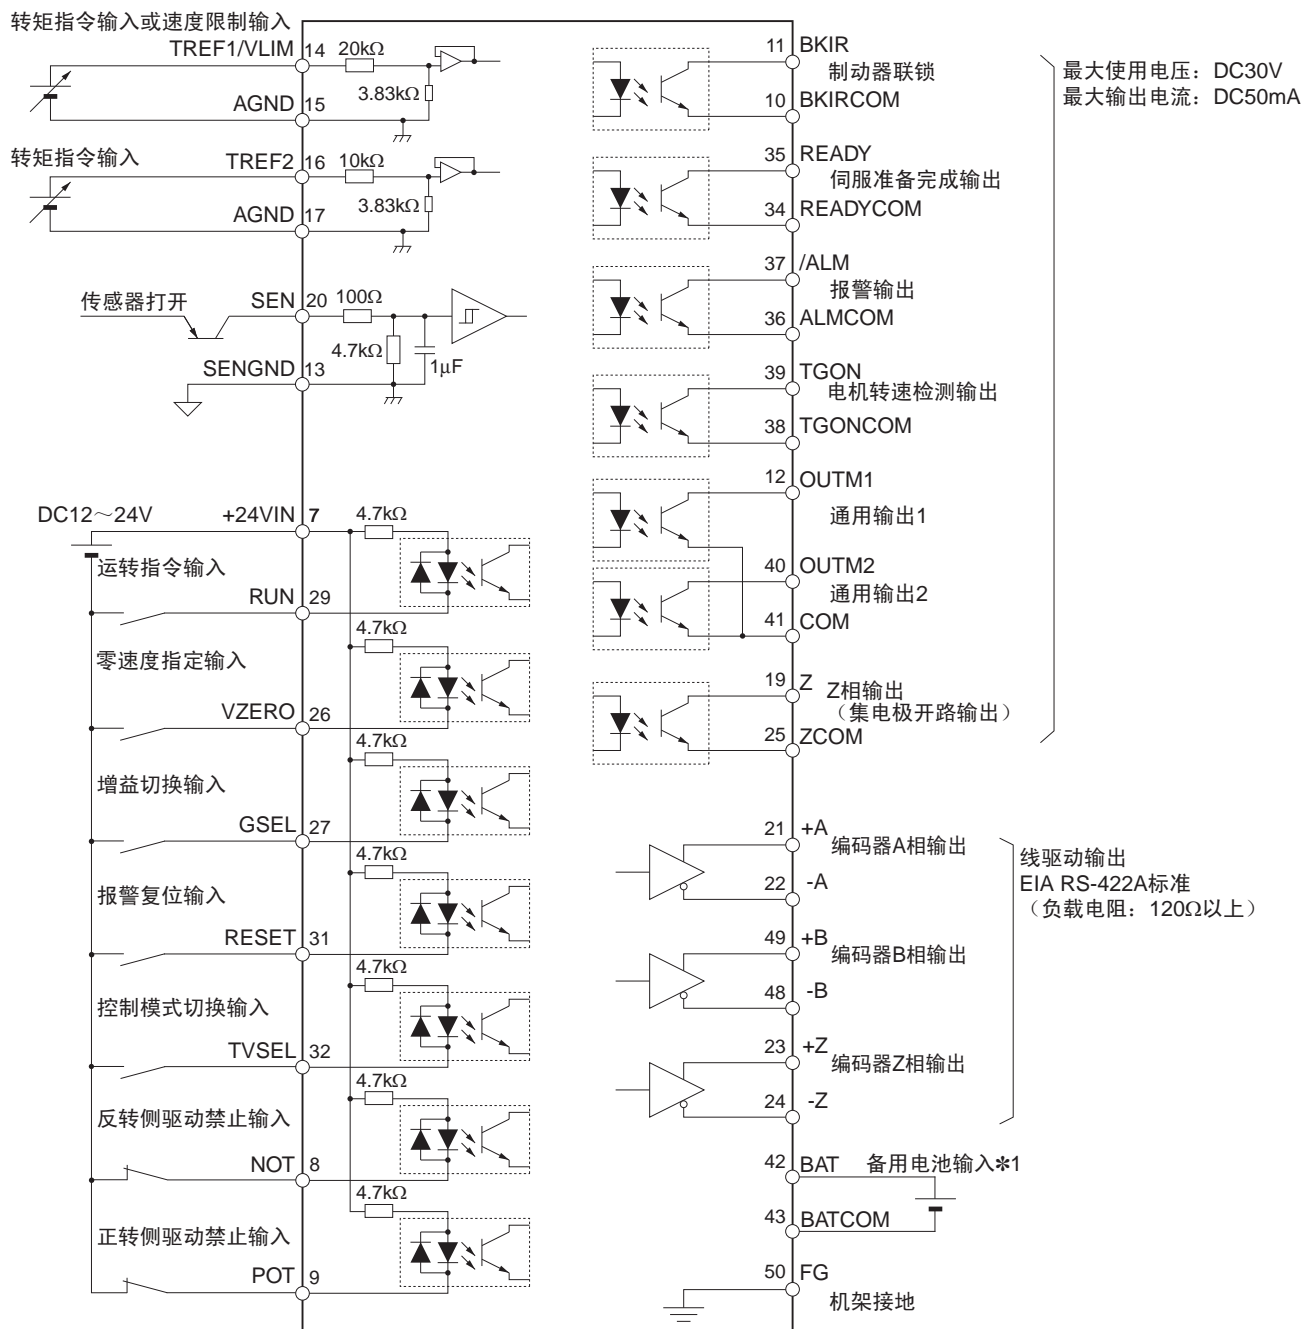 转矩指令输入或速度限制输入
TREF1/VLIM 14 20kΩ
3.83kΩ
AGND 15
转矩指令输入
TREF2 16 10kΩ
3.83kΩ
AGND 17
传感器打开
SEN 20 100Ω
4.7kΩ
1μF
SENGND 13
DC12～24V
+24VIN 7 4.7kΩ
运转指令输入
RUN 29
4.7kΩ
零速度指定输入
VZERO 26
4.7kΩ
增益切换输入
GSEL 27
4.7kΩ
报警复位输入
RESET 31
4.7kΩ
控制模式切换输入
TVSEL 32
4.7kΩ
反转侧驱动禁止输入
NOT 8
4.7kΩ
正转侧驱动禁止输入
POT 9
11 BKIR
制动器联锁
10 BKIRCOM
35 READY
伺服准备完成输出
34 READYCOM
37 /ALM
报警输出
36 ALMCOM
39 TGON
电机转速检测输出
38 TGONCOM
12 OUTM1
通用输出1
40 OUTM2
通用输出2
41 COM
19 Z Z相输出
（集电极开路输出）
25 ZCOM
最大使用电压：DC30V
最大输出电流：DC50mA
21 +A
编码器A相输出
22 -A
49 +B
编码器B相输出
48 -B
23 +Z
编码器Z相输出
24 -Z
线驱动输出
EIA RS-422A标准
（负载电阻：120Ω以上）
42 BAT 备用电池输入✻1
43 BATCOM
50 FG
机架接地